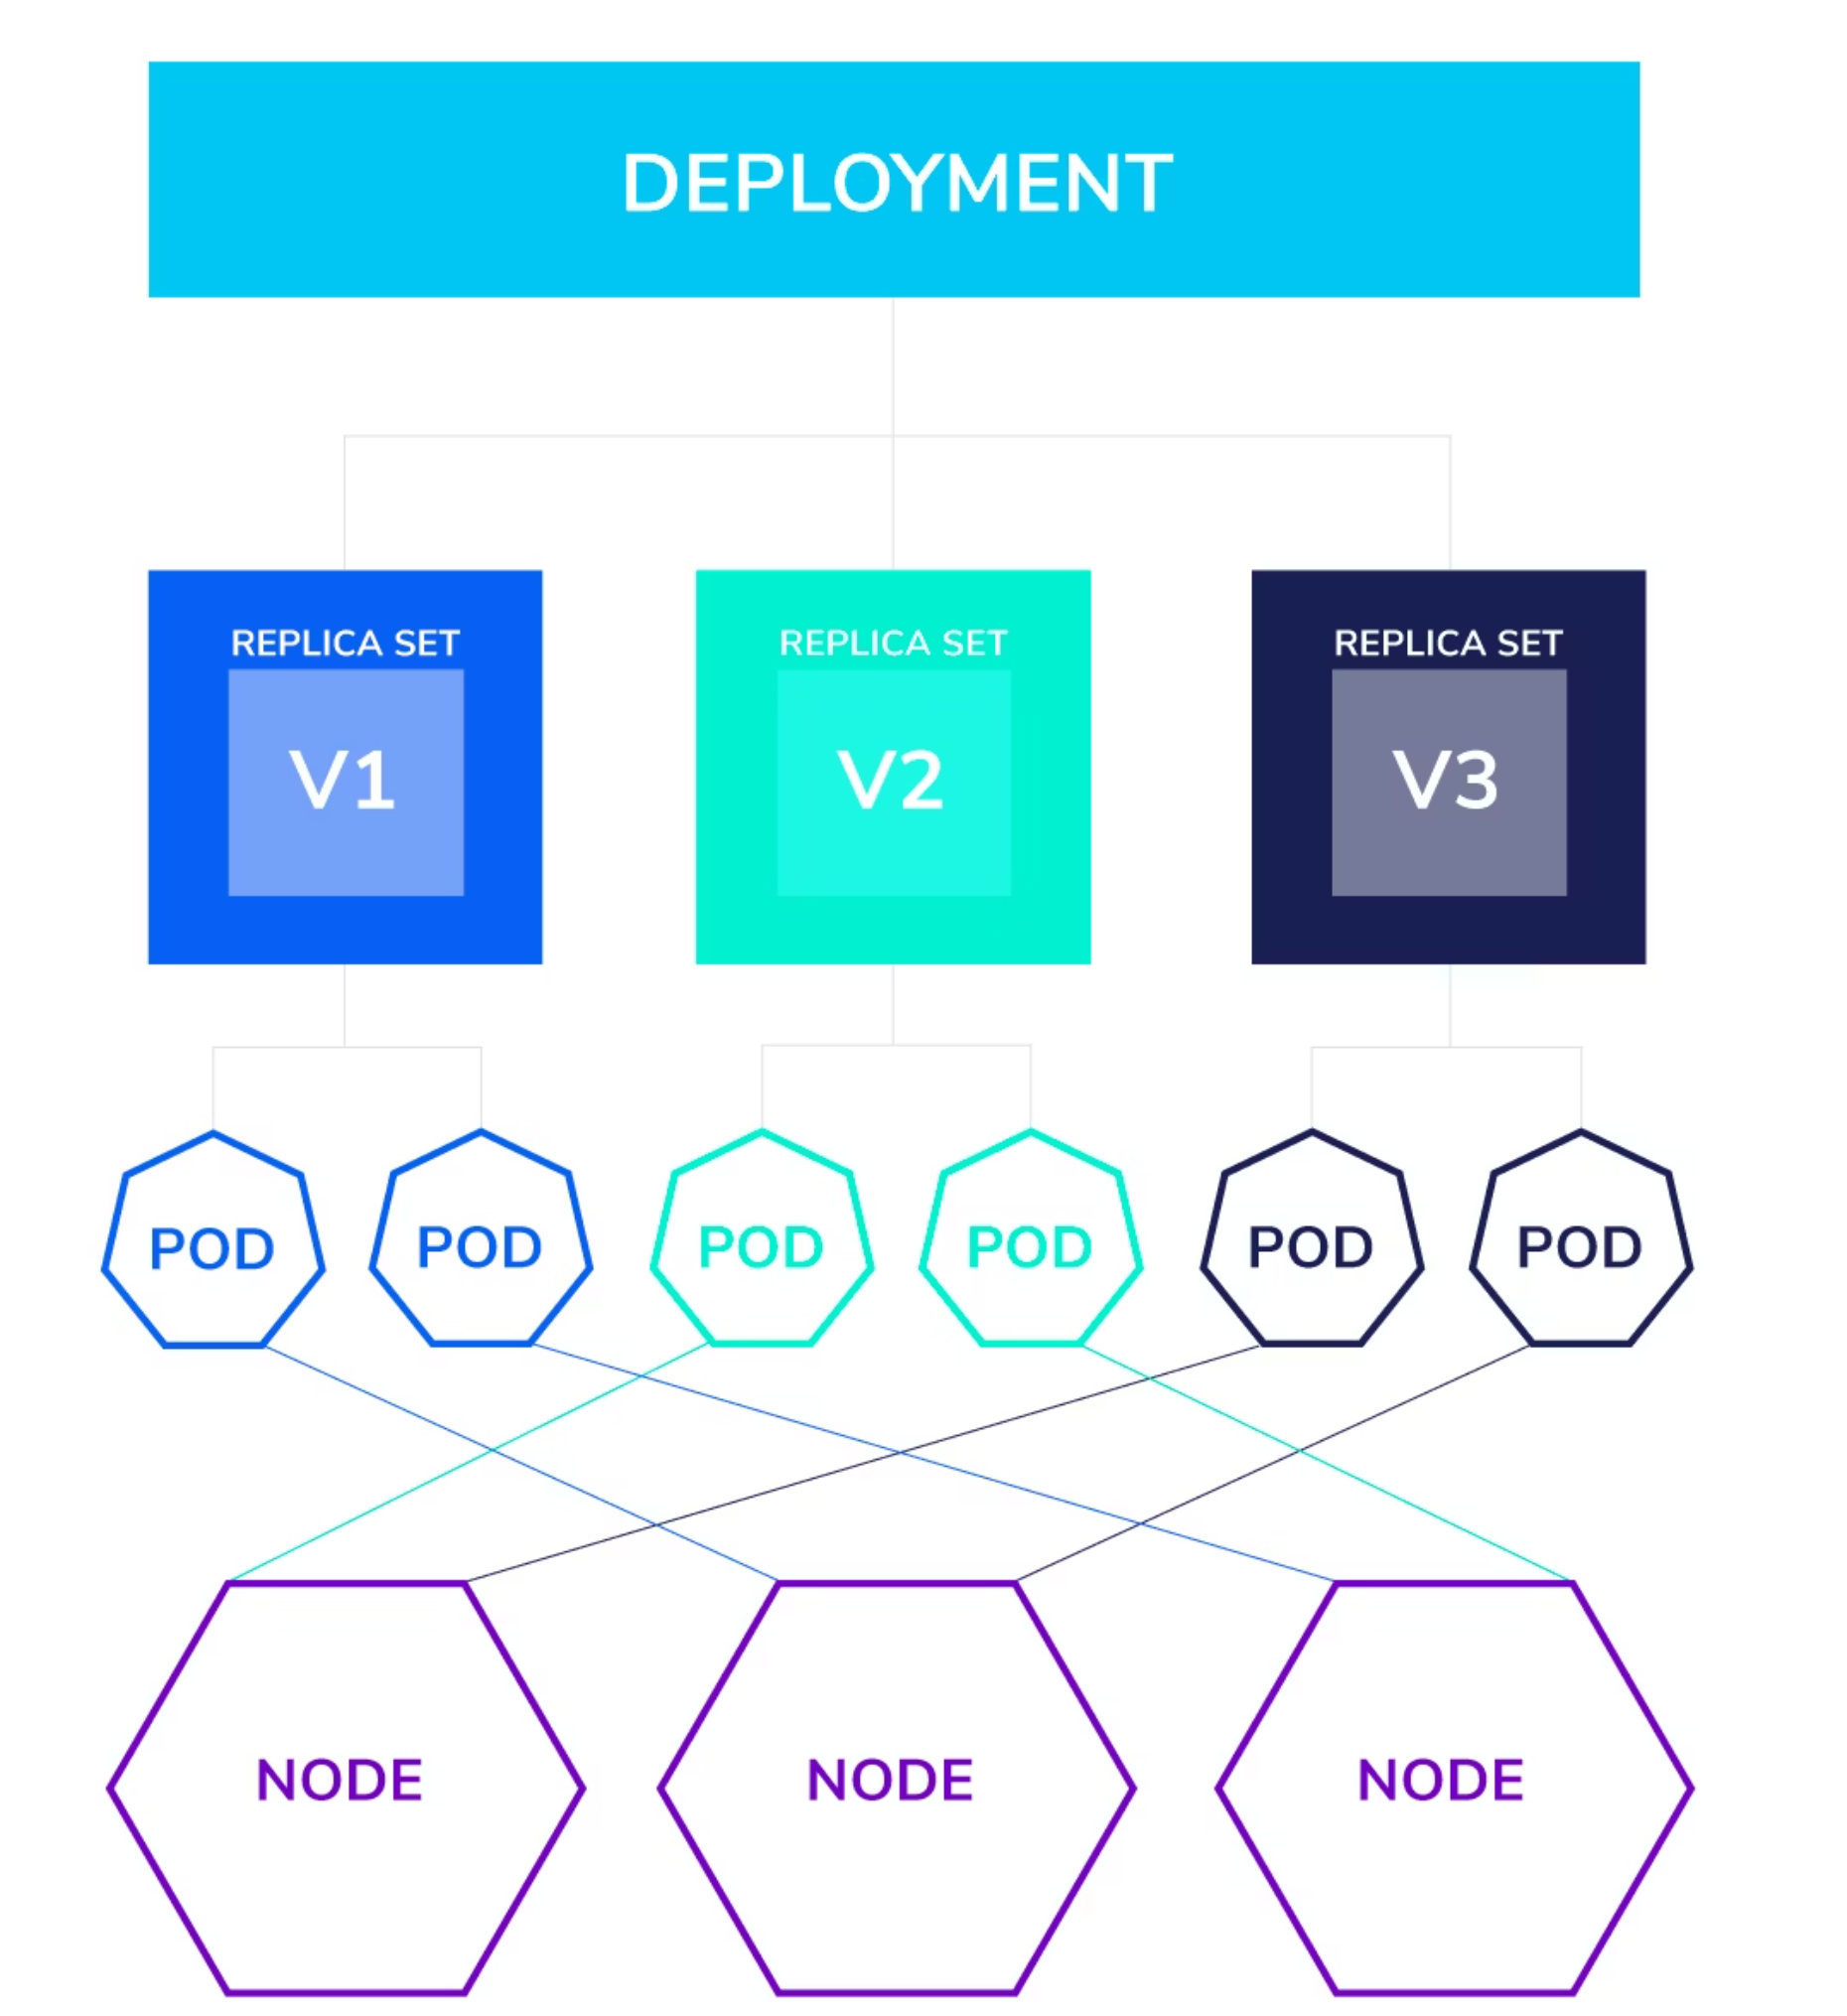 DEPLOYMENT
REPLICA SET
V1
REPLICA SET
V2
REPLICA SET
V3
POD
POD
POD
POD
POD
POD
NODE
NODE
NODE